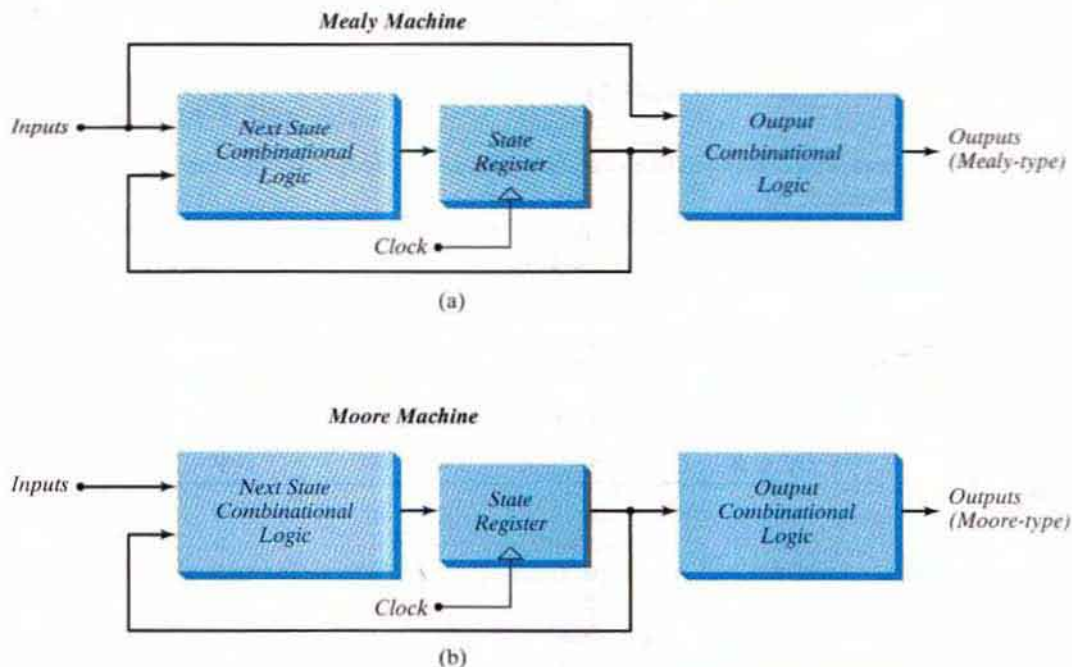 Mealy Machine
Inputs
Next State
Combinational
Logic
State
Register
Output
Combinational
Logic
Outputs
(Mealy-type)
Clock
(a)
Moore Machine
Inputs
Next State
Combinational
Logic
State
Register
Output
Combinational
Logic
Outputs
(Moore-type)
Clock
(b)